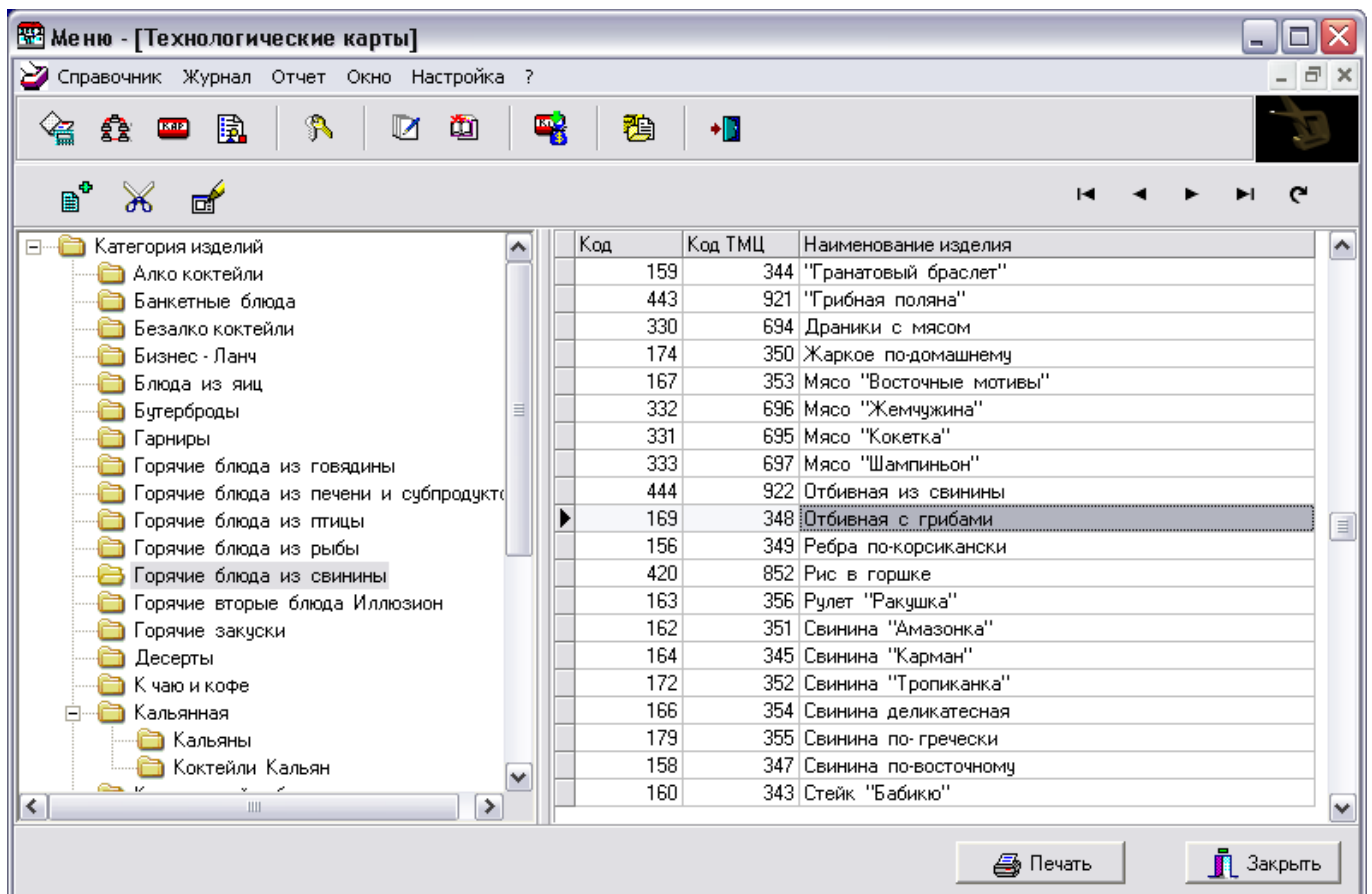 Меню - [Технологические карты]
Справочник Журнал Отчет Окно Настройка ?
КАР
Категория изделий
Алко коктейли
Банкетные блюда
Безалко коктейли
Бизнес - Ланч
Блюда из яиц
Бутерброды
Гарниры
Горячие блюда из говядины
Горячие блюда из печени и субпродукто
Горячие блюда из птицы
Горячие блюда из рыбы
Горячие блюда из свинины
Горячие вторые блюда Иллюзион
Горячие закуски
Десерты
К чаю и кофе
Кальянная
Кальяны
Коктейли Кальян
Код Код ТМЦ Наименование изделия
159 344 "Гранатовый браслет"
443 921 "Грибная поляна"
330 694 Драники с мясом
174 350 Жаркое по-домашнему
167 353 Мясо "Восточные мотивы"
332 696 Мясо "Жемчужина"
331 695 Мясо "Кокетка"
333 697 Мясо "Шампиньон"
444 922 Отбивная из свинины
169 348 Отбивная с грибами
156 349 Ребра по-корсикански
420 852 Рис в горшке
163 356 Рулет "Ракушка"
162 351 Свинина "Амазонка"
164 345 Свинина "Карман"
172 352 Свинина "Тропиканка"
166 354 Свинина деликатесная
179 355 Свинина по- гречески
158 347 Свинина по-восточному
160 343 Стейк "Бабикю"
Печать Закрыть